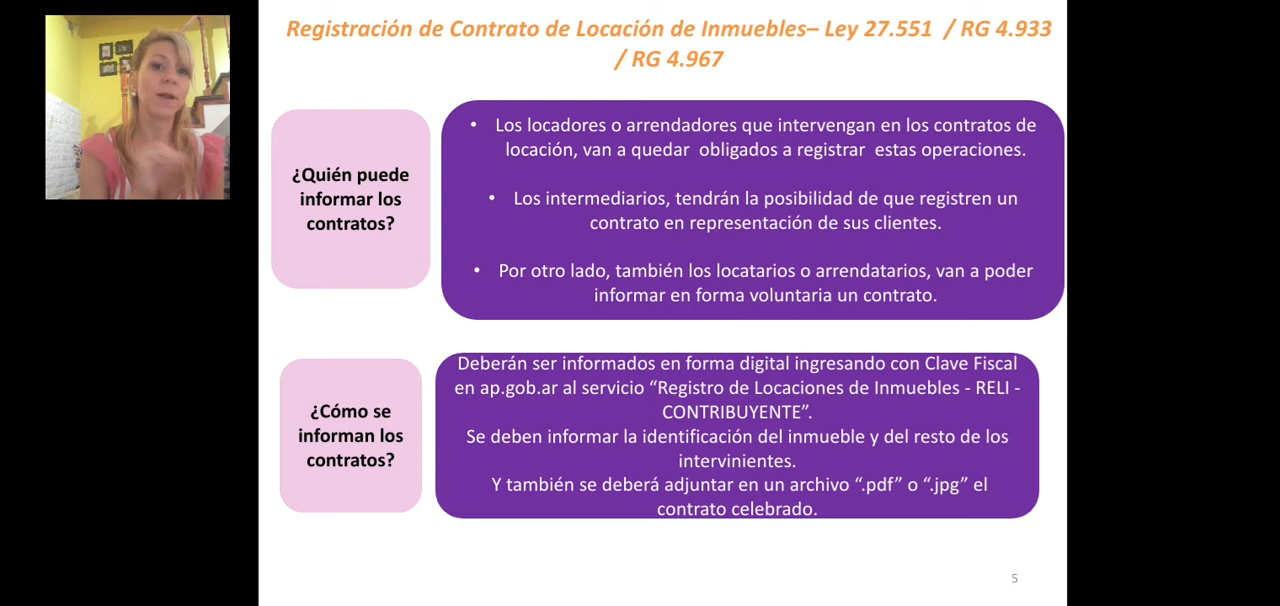 Registración de Contrato de Locación de Inmuebles– Ley 27.551 / RG 4.933
/ RG 4.967
¿Quién puede
informar los
contratos?
• Los locadores o arrendadores que intervengan en los contratos de
locación, van a quedar obligados a registrar estas operaciones.
• Los intermediarios, tendrán la posibilidad de que registren un
contrato en representación de sus clientes.
• Por otro lado, también los locatarios o arrendatarios, van a poder
informar en forma voluntaria un contrato.
¿Cómo se
informan los
contratos?
Deberán ser informados en forma digital ingresando con Clave Fiscal
en ap.gob.ar al servicio “Registro de Locaciones de Inmuebles - RELI -
CONTRIBUYENTE”.
Se deben informar la identificación del inmueble y del resto de los
intervinientes.
Y también se deberá adjuntar en un archivo “.pdf” o “.jpg” el
contrato celebrado.
5